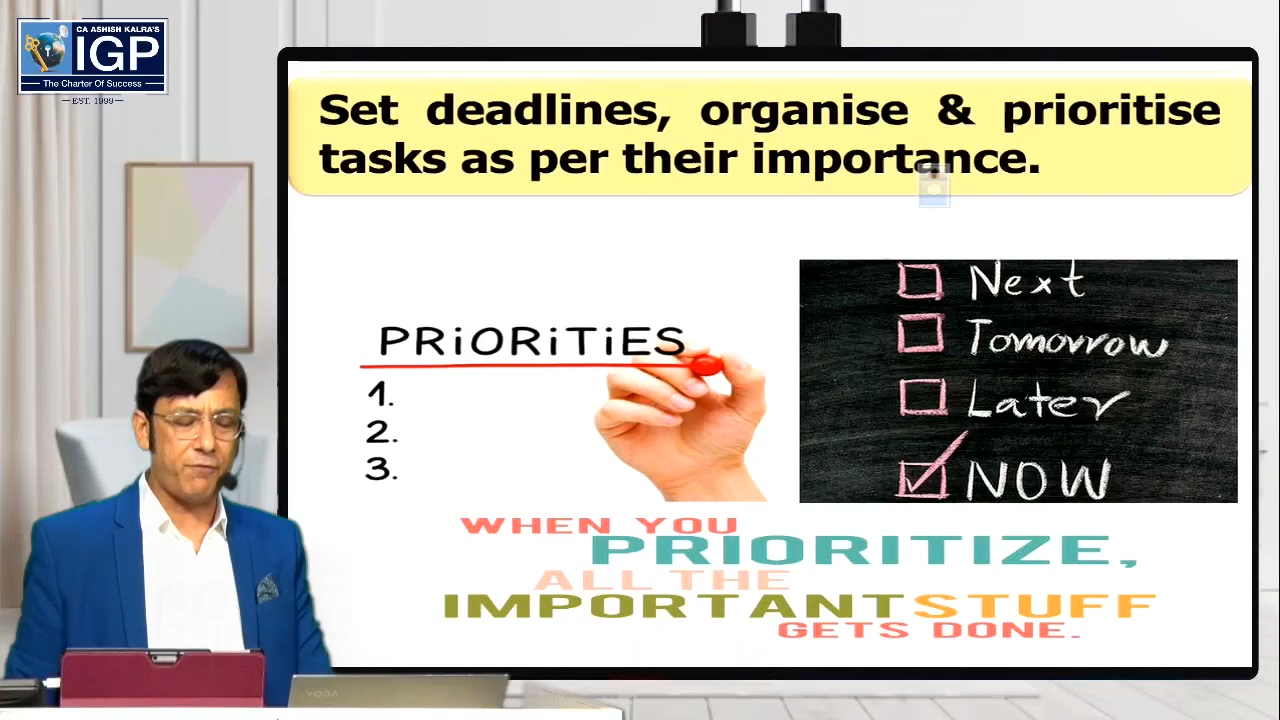 CA ASHISH KALRA'S
IGP
The Charter Of Success
EST. 1999
Set deadlines, organise & prioritise
tasks as per their importance.
PRiORiTiES
1.
2.
3.
Next
Tomorrow
Later
NOW
WHEN YOU
PRIORITIZE,
ALL THE
IMPORTANT STUFF
GETS DONE.
YOGA